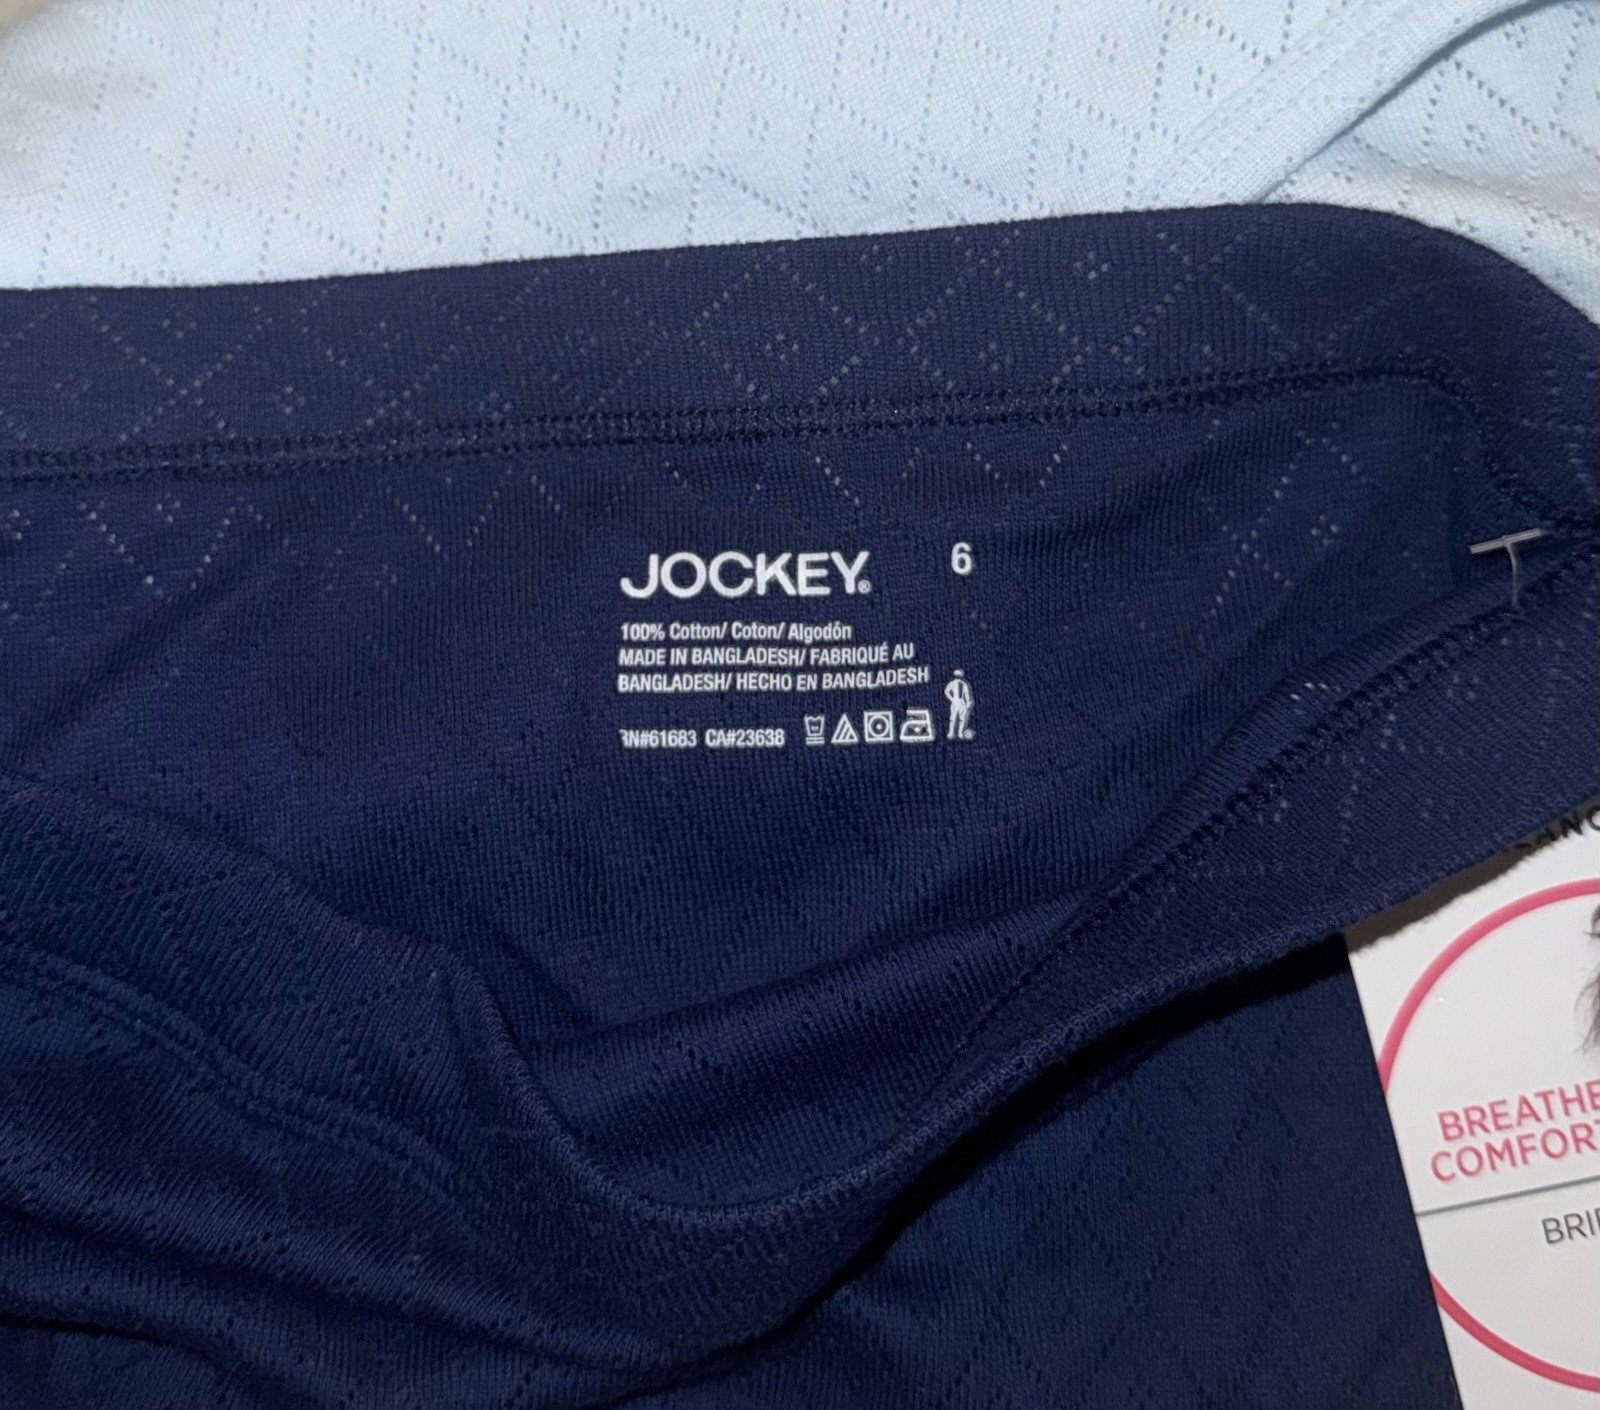 JOCKEY® 6
100% Cotton/ Coton/ Algodón
MADE IN BANGLADESH/ FABRIQUÉ AU
BANGLADESH/ HECHO EN BANGLADESH
RN#61683 CA#23638
BREATHE
COMFORT